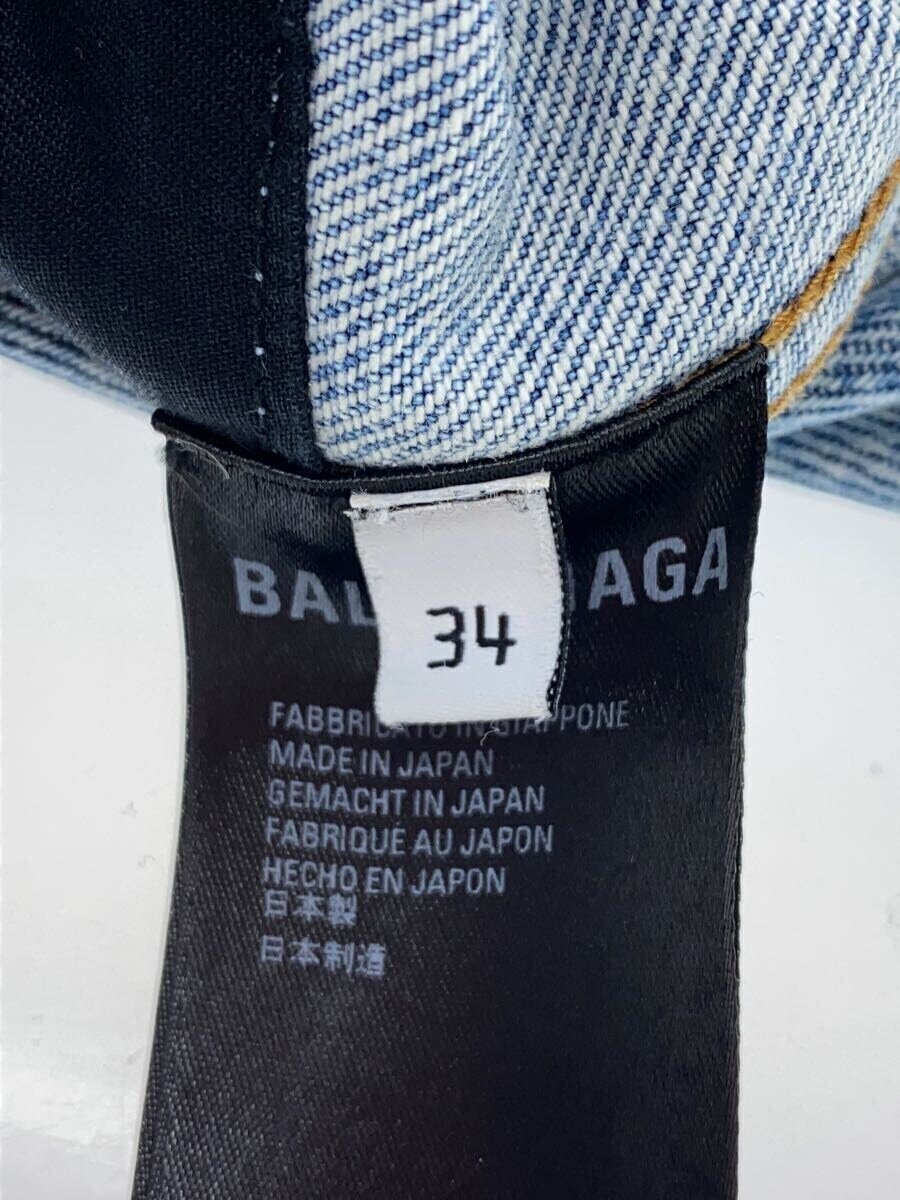 BAL AGA
34
FABBRICATO IN GIAPPONE
MADE IN JAPAN
GEMACHT IN JAPAN
FABRIQUE AU JAPON
HECHO EN JAPON
日本製
日本制造